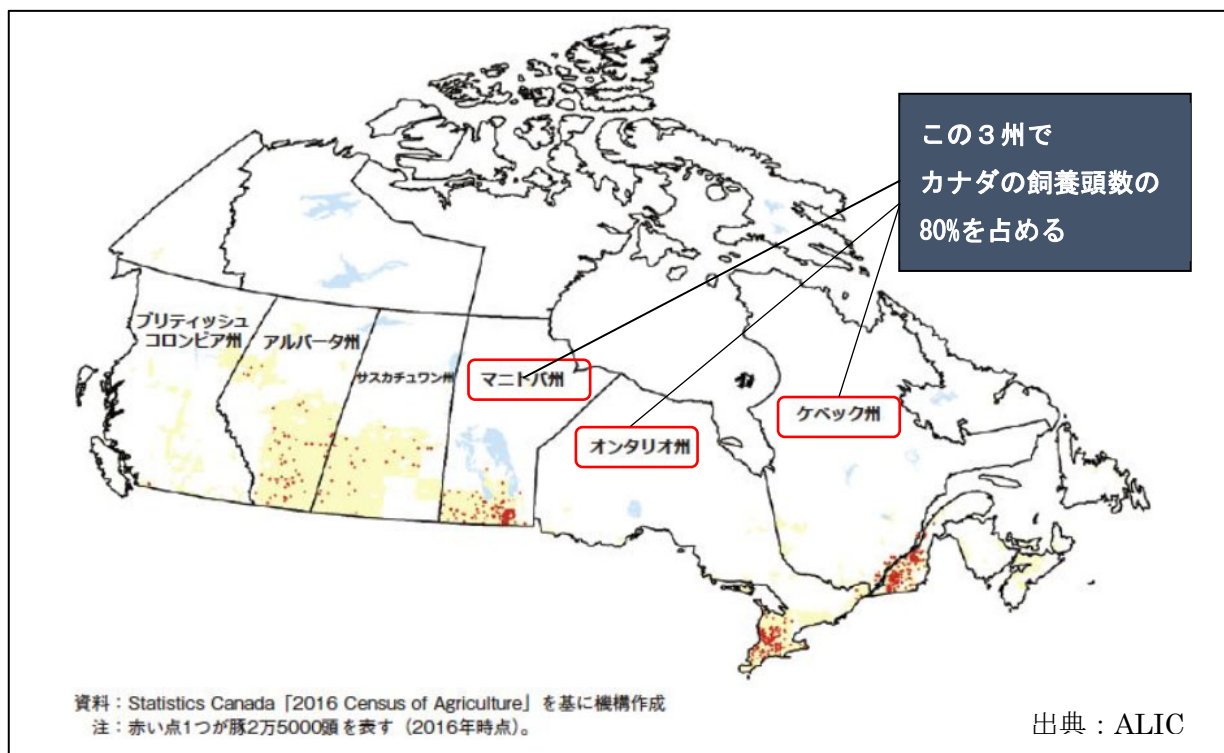 この３州で
カナダの飼養頭数の
80%を占める
ブリティッシュ
コロンビア州
アルバータ州
サスカチュワン州
マニトバ州
オンタリオ州
ケベック州
資料：Statistics Canada「2016 Census of Agriculture」を基に機構作成
注：赤い点1つが豚2万5000頭を表す（2016年時点）。
出典：ALIC